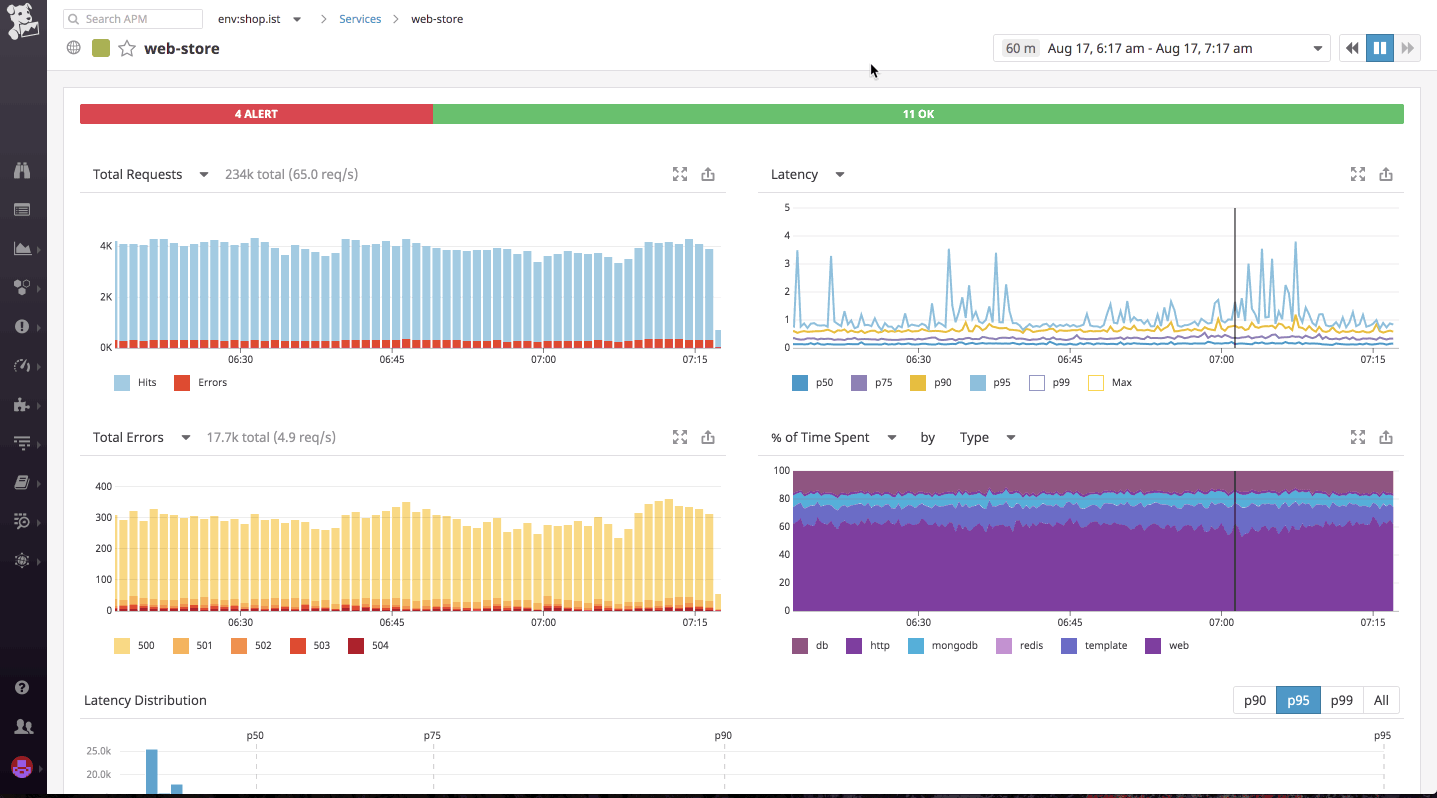 Search APM env:shop.ist Services web-store
web-store
60 m Aug 17, 6:17 am - Aug 17, 7:17 am
4 ALERT 11 OK
Total Requests 234k total (65.0 req/s)
4K
2K
0K
06:30 06:45 07:00 07:15
Hits Errors
Latency
5
4
3
2
1
0
06:30 06:45 07:00 07:15
p50 p75 p90 p95 p99 Max
Total Errors 17.7k total (4.9 req/s)
400
300
200
100
0
06:30 06:45 07:00 07:15
500 501 502 503 504
% of Time Spent by Type
100
80
60
40
20
0
06:30 06:45 07:00 07:15
db http mongodb redis template web
Latency Distribution
p90 p95 p99 All
p50 p75 p90 p95
25.0k
20.0k